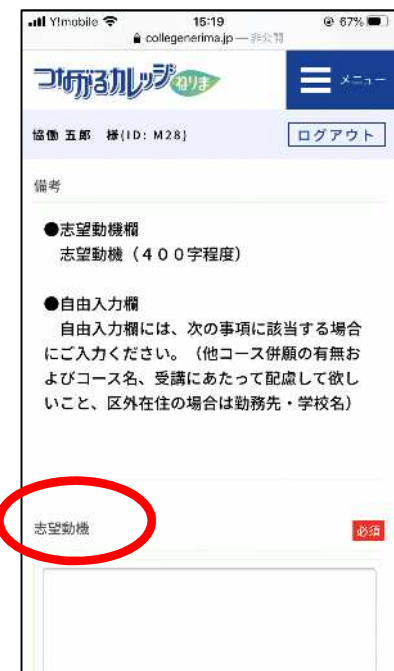 Y!mobile 15:19 67%
collegenerima.jp — 非公開
つながるカレッジ ねりま メニュー
協働 五郎 様(ID: M28) ログアウト
備考
●志望動機欄
志望動機（４００字程度）
●自由入力欄
自由入力欄には、次の事項に該当する場合
にご入力ください。（他コース併願の有無お
よびコース名、受講にあたって配慮して欲し
いこと、区外在住の場合は勤務先・学校名）
志望動機 必須